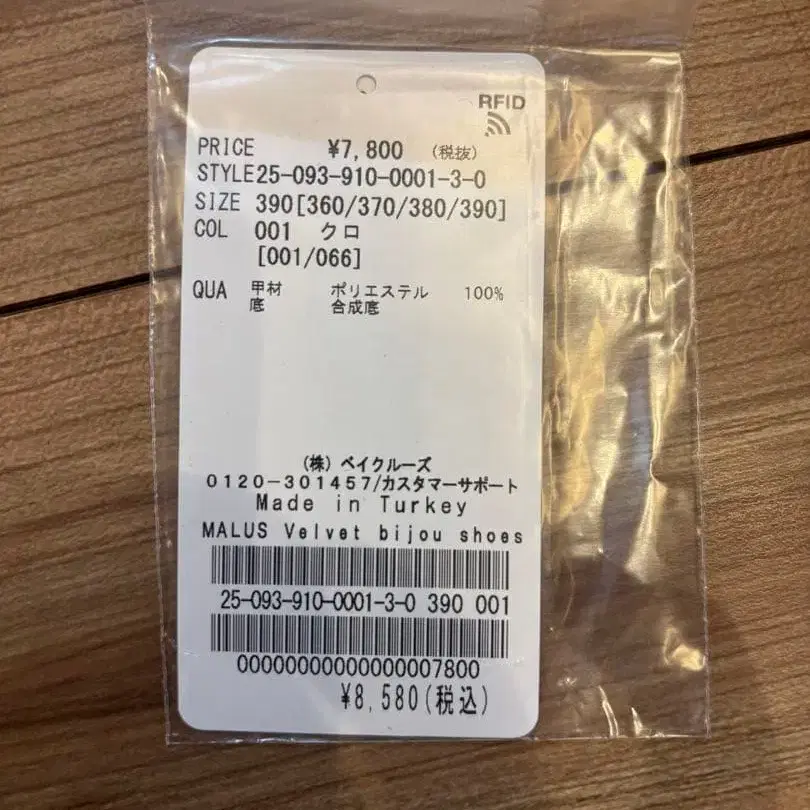 RFID
PRICE ¥7,800 (税抜)
STYLE25-093-910-0001-3-0
SIZE 390[360/370/380/390]
COL 001 クロ
[001/066]
QUA 甲材 ポリエステル 100%
底 合成底
(株) ベイクルーズ
0120-301457/カスタマーサポート
Made in Turkey
MALUS Velvet bijou shoes
25-093-910-0001-3-0 390 001
00000000000000007800
¥8,580(税込)